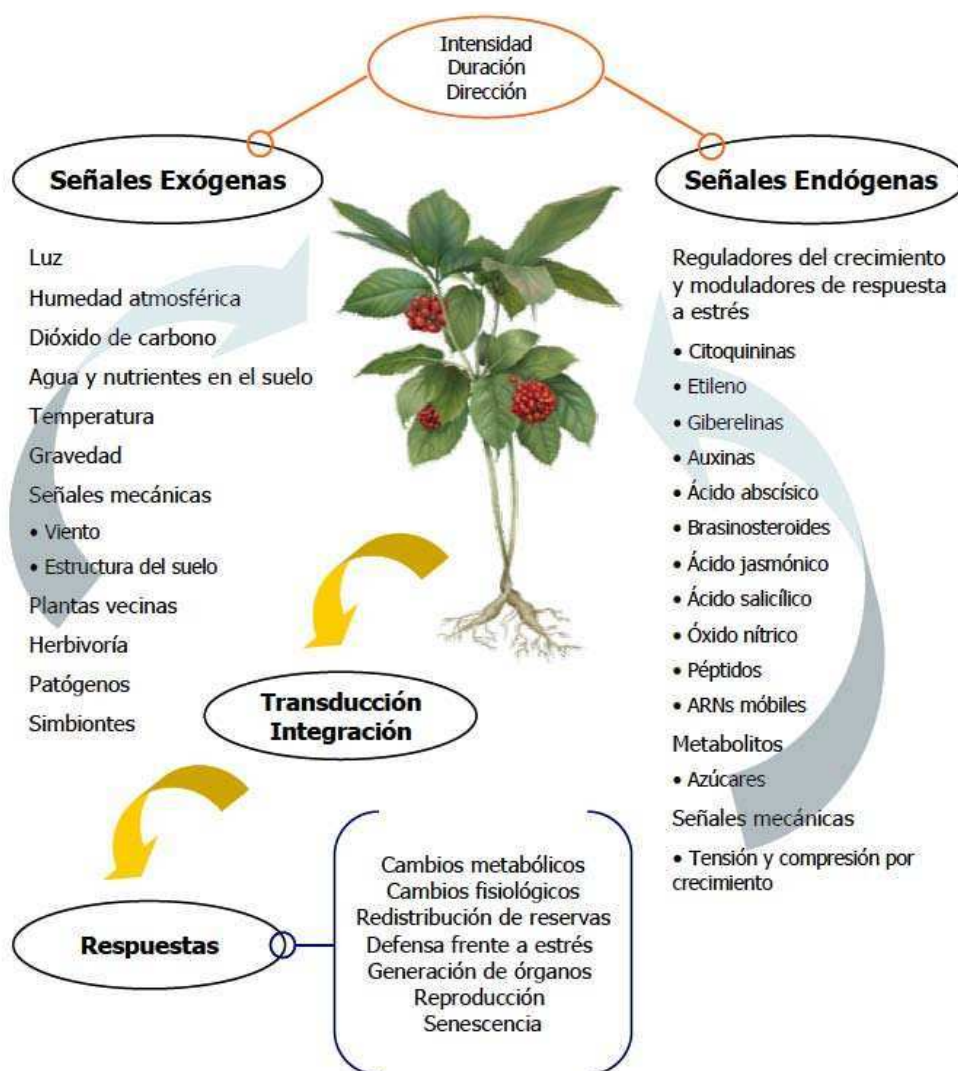 Intensidad
Duración
Dirección
Señales Exógenas
Luz
Humedad atmosférica
Dióxido de carbono
Agua y nutrientes en el suelo
Temperatura
Gravedad
Señales mecánicas
• Viento
• Estructura del suelo
Plantas vecinas
Herbivoría
Patógenos
Simbiontes
Señales Endógenas
Reguladores del crecimiento
y moduladores de respuesta
a estrés
• Citoquininas
• Etileno
• Giberelinas
• Auxinas
• Ácido abscísico
• Brasinosteroides
• Ácido jasmónico
• Ácido salicílico
• Óxido nítrico
• Péptidos
• ARNs móbiles
Metabolitos
• Azúcares
Señales mecánicas
• Tensión y compresión por
crecimiento
Transducción
Integración
Respuestas
Cambios metabólicos
Cambios fisiológicos
Redistribución de reservas
Defensa frente a estrés
Generación de órganos
Reproducción
Senescencia